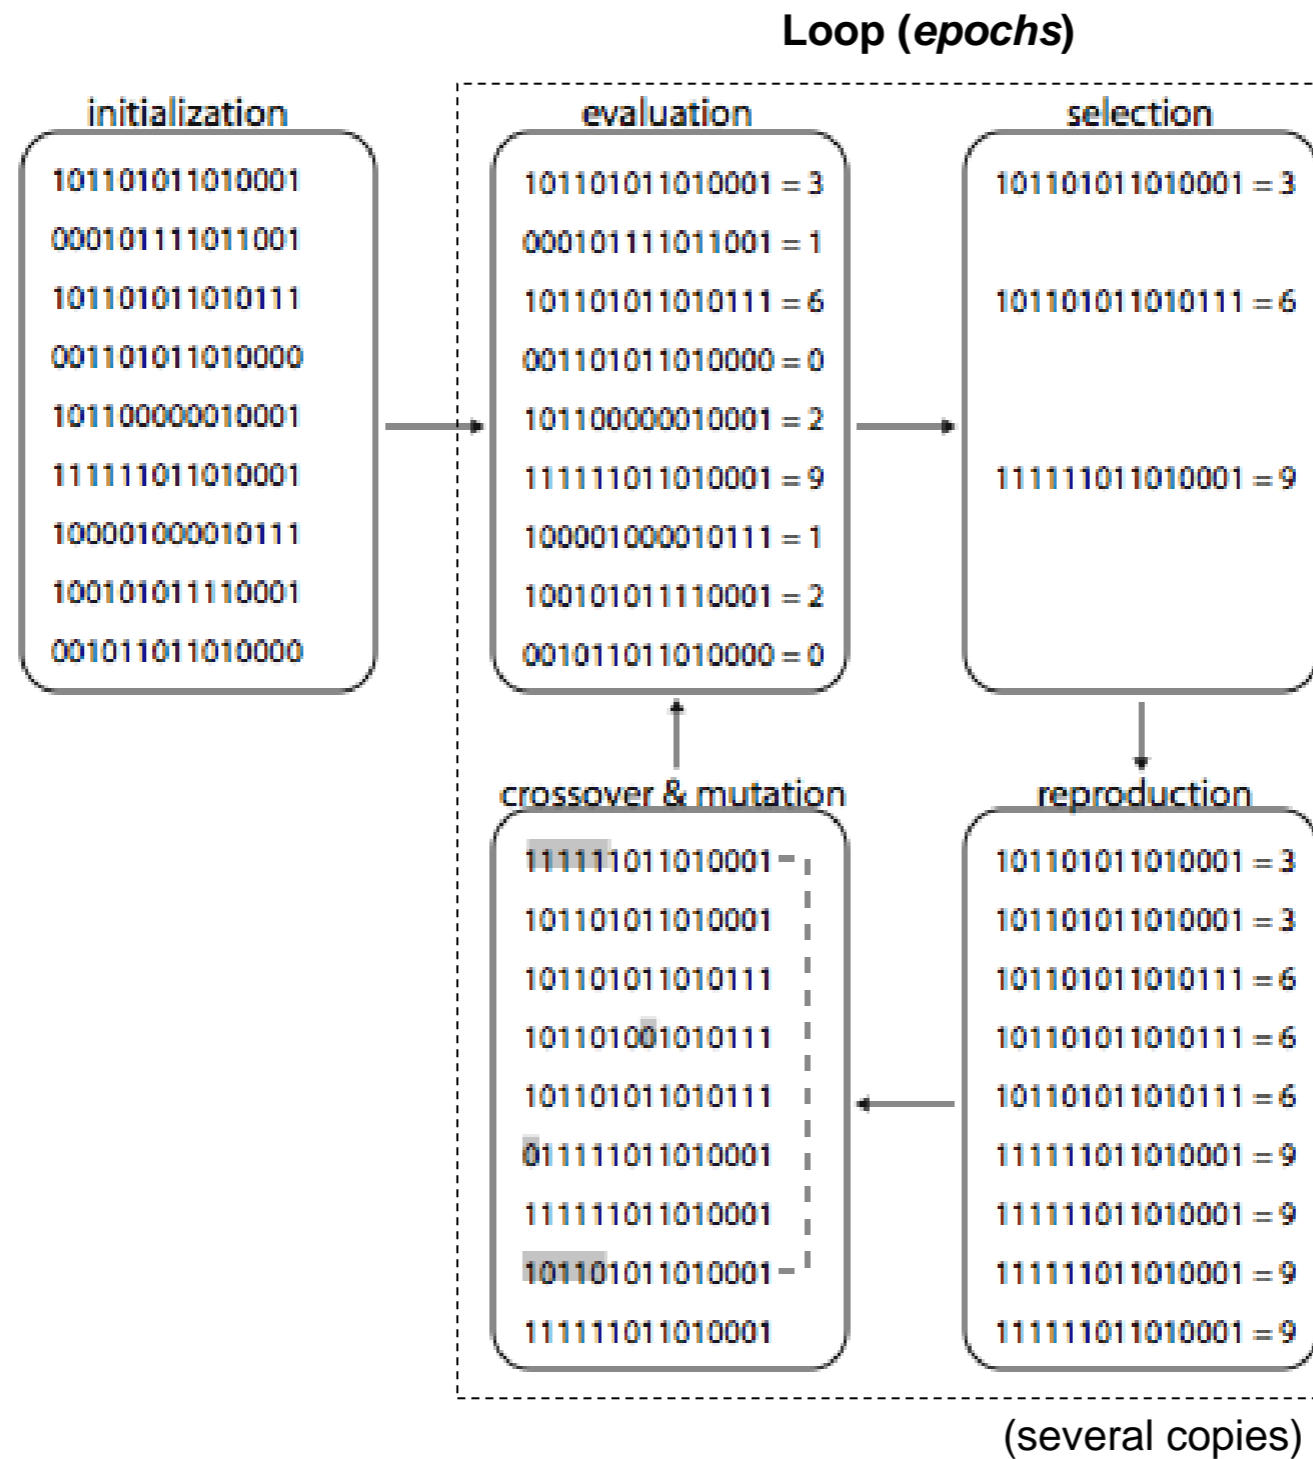 Loop (epochs)
initialization
101101011010001
000101111011001
101101011010111
001101011010000
101100000010001
111111011010001
100001000010111
100101011110001
001011011010000
evaluation
101101011010001 = 3
000101111011001 = 1
101101011010111 = 6
001101011010000 = 0
101100000010001 = 2
111111011010001 = 9
100001000010111 = 1
100101011110001 = 2
001011011010000 = 0
selection
101101011010001 = 3
101101011010111 = 6
111111011010001 = 9
reproduction
101101011010001 = 3
101101011010001 = 3
101101011010111 = 6
101101011010111 = 6
101101011010111 = 6
111111011010001 = 9
111111011010001 = 9
111111011010001 = 9
111111011010001 = 9
crossover & mutation
111111011010001
101101011010001
101101011010111
101101001010111
101101011010111
011111011010001
111111011010001
101101011010001
111111011010001
(several copies)